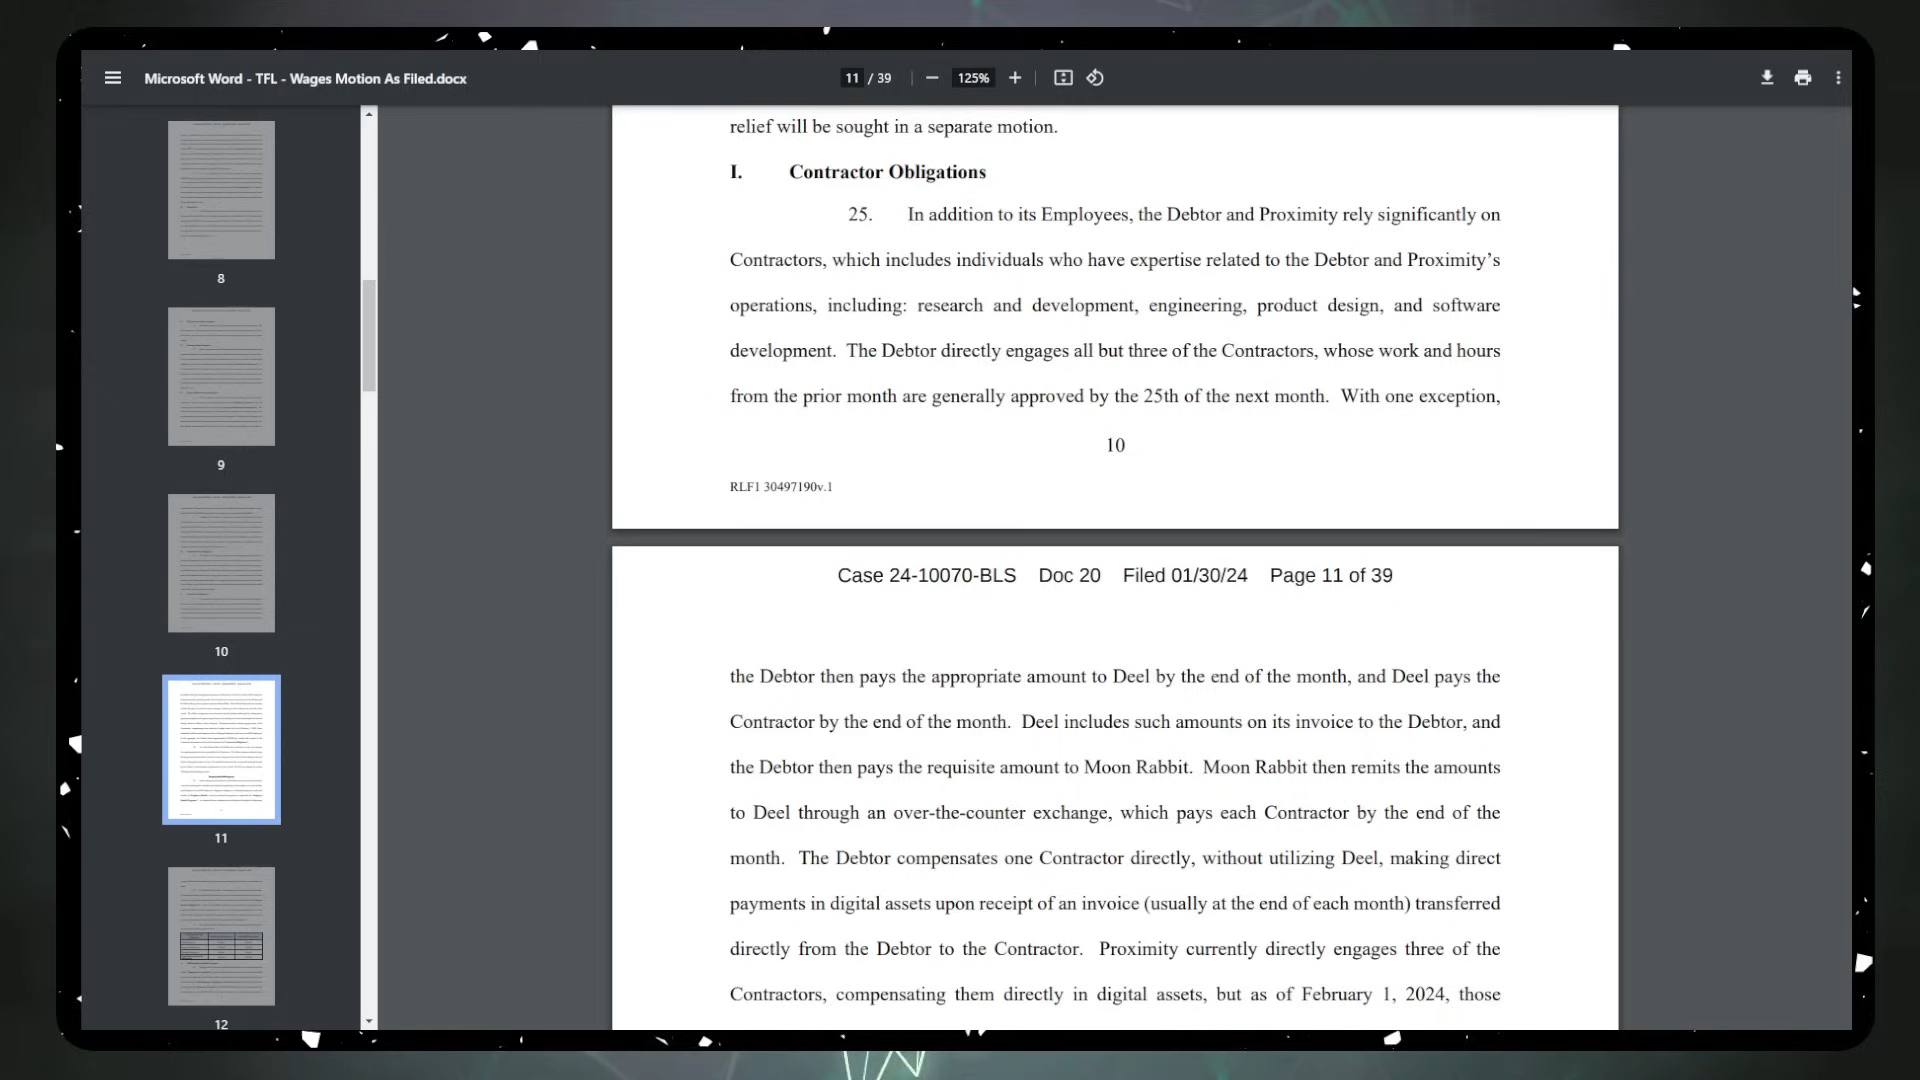 Microsoft Word - TFL - Wages Motion As Filed.docx
11 / 39
125%
8
9
10
11
12
relief will be sought in a separate motion.
I. Contractor Obligations
25. In addition to its Employees, the Debtor and Proximity rely significantly on
Contractors, which includes individuals who have expertise related to the Debtor and Proximity’s
operations, including: research and development, engineering, product design, and software
development. The Debtor directly engages all but three of the Contractors, whose work and hours
from the prior month are generally approved by the 25th of the next month. With one exception,
10
RLF1 30497190v.1
Case 24-10070-BLS Doc 20 Filed 01/30/24 Page 11 of 39
the Debtor then pays the appropriate amount to Deel by the end of the month, and Deel pays the
Contractor by the end of the month. Deel includes such amounts on its invoice to the Debtor, and
the Debtor then pays the requisite amount to Moon Rabbit. Moon Rabbit then remits the amounts
to Deel through an over-the-counter exchange, which pays each Contractor by the end of the
month. The Debtor compensates one Contractor directly, without utilizing Deel, making direct
payments in digital assets upon receipt of an invoice (usually at the end of each month) transferred
directly from the Debtor to the Contractor. Proximity currently directly engages three of the
Contractors, compensating them directly in digital assets, but as of February 1, 2024, those